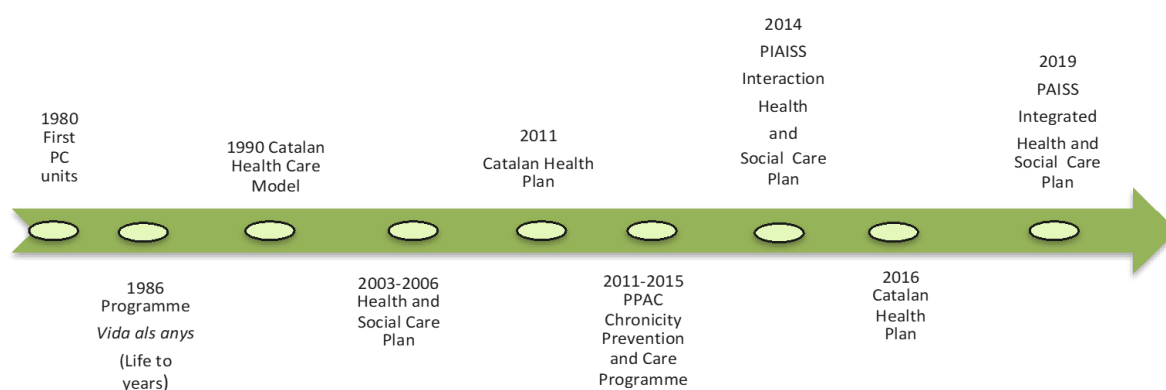 1980
First
PC
units
1986
Programme
Vida als anys
(Life to
years)
1990 Catalan
Health Care
Model
2003-2006
Health and
Social Care
Plan
2011
Catalan Health
Plan
2011-2015
PPAC
Chronicity
Prevention
and Care
Programme
2014
PIAISS
Interaction
Health
and
Social Care
Plan
2016
Catalan
Health
Plan
2019
PAISS
Integrated
Health and
Social Care
Plan